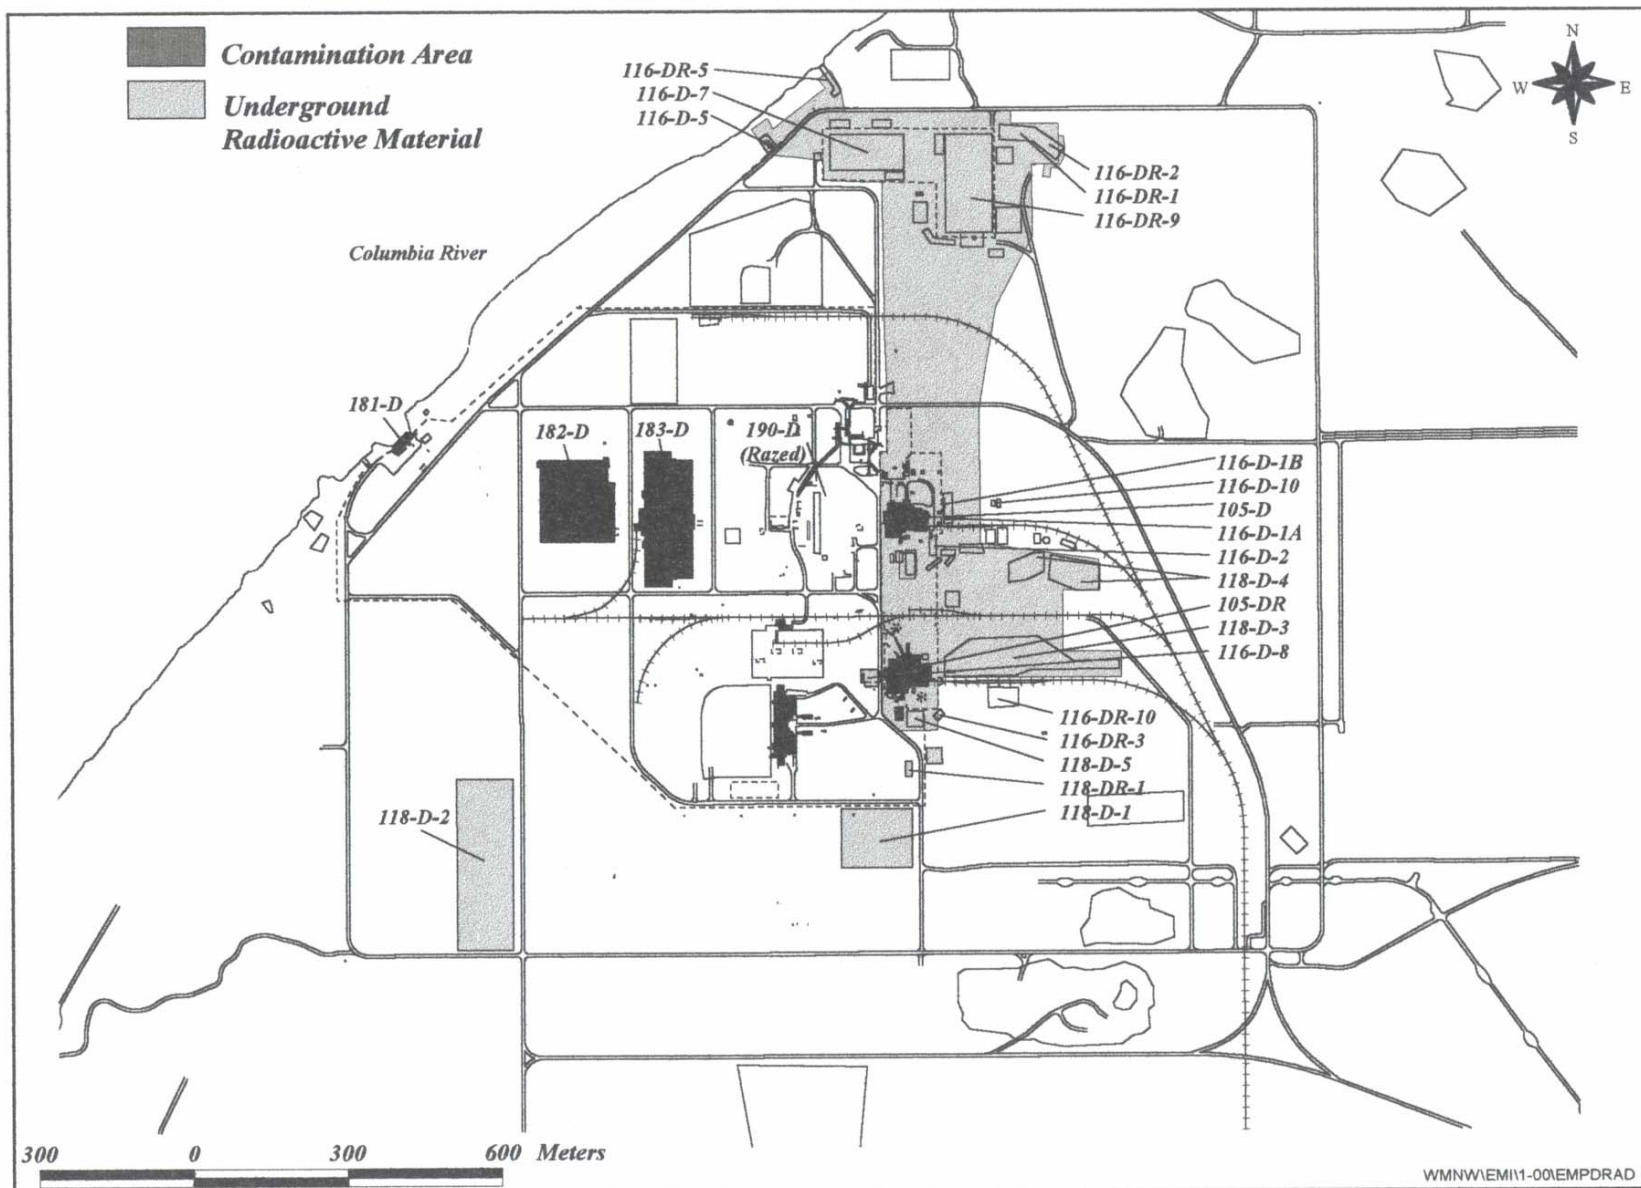 Contamination Area
Underground
Radioactive Material
116-DR-5
116-D-7
116-D-5
N
W
E
S
116-DR-2
116-DR-1
116-DR-9
Columbia River
181-D
182-D
183-D
190-D
(Razed)
116-D-1B
116-D-10
105-D
116-D-1A
116-D-2
118-D-4
105-DR
118-D-3
116-D-8
116-DR-10
116-DR-3
118-D-5
118-DR-1
118-D-1
118-D-2
300 0 300 600 Meters
WMNW\EMI\1-00\EMPDRAD